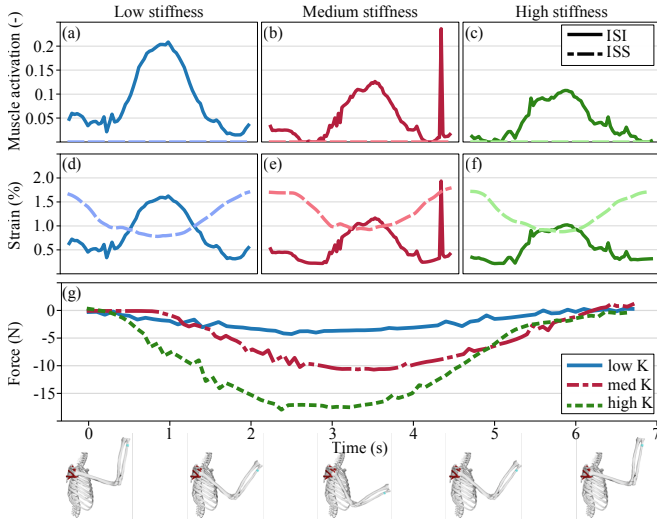 Low stiffness Medium stiffness High stiffness
Muscle activation (-)
0.2
0.15
0.1
0.05
(a) (b) (c)
ISI
ISS
Strain (%)
2.0
1.5
1.0
0.5
(d) (e) (f)
Force (N)
0
−5
−10
−15
(g)
low K
med K
high K
0 1 2 3 4 5 6 7
Time (s)